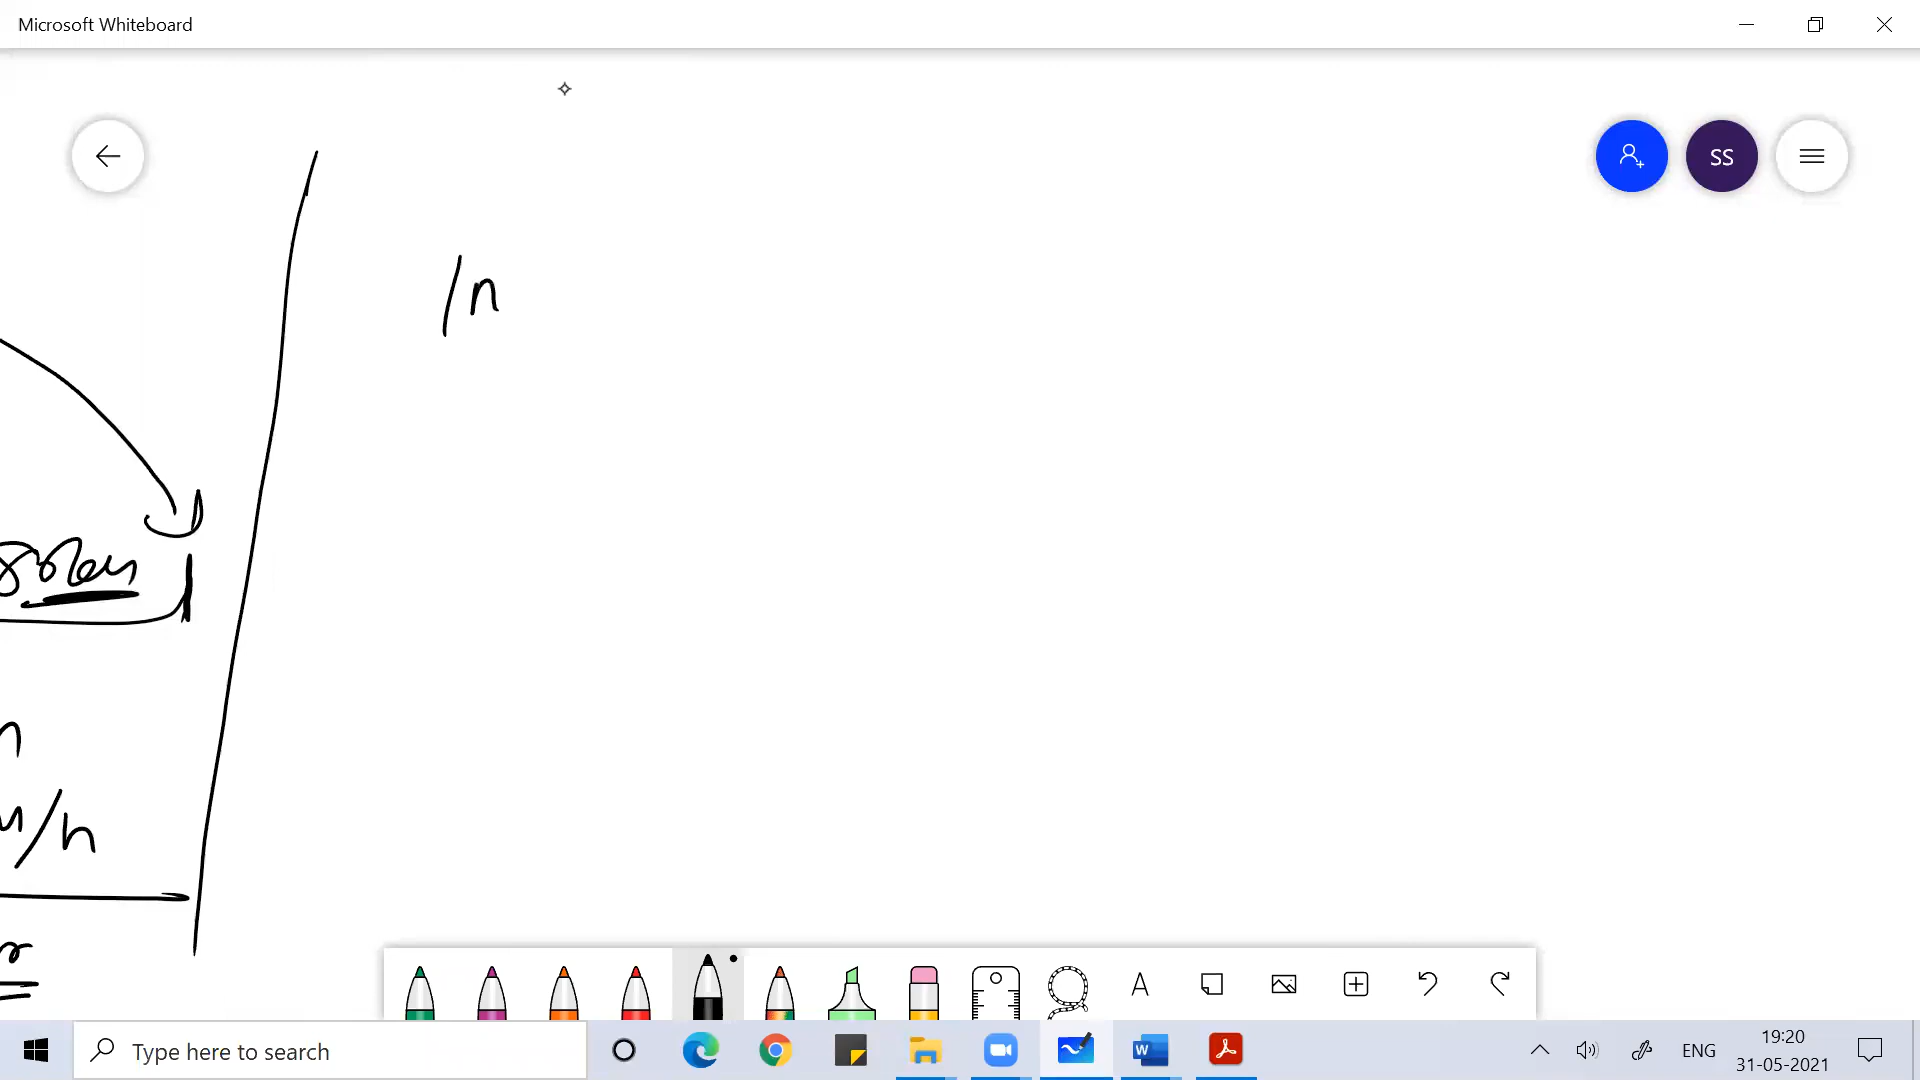 Microsoft Whiteboard
SS
/n
n
/n
A
Type here to search
ENG
19:20
31-05-2021